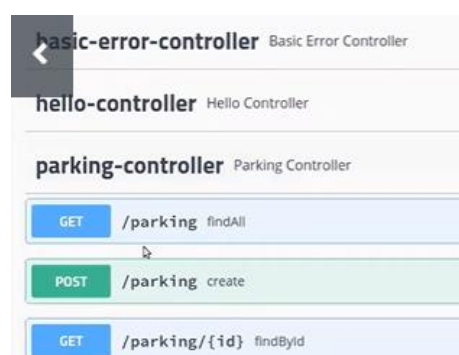 basic-error-controller Basic Error Controller
hello-controller Hello Controller
parking-controller Parking Controller
GET /parking findAll
POST /parking create
GET /parking/{id} findById